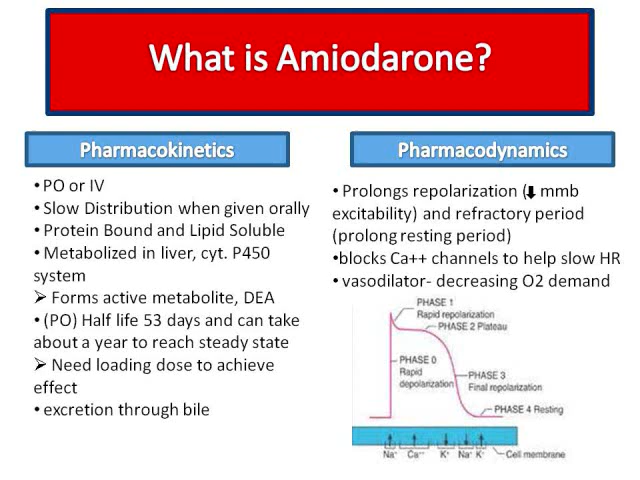 What is Amiodarone?
Pharmacokinetics
• PO or IV
• Slow Distribution when given orally
• Protein Bound and Lipid Soluble
• Metabolized in liver, cyt. P450
system
➢ Forms active metabolite, DEA
• (PO) Half life 53 days and can take
about a year to reach steady state
➢ Need loading dose to achieve
effect
• excretion through bile
Pharmacodynamics
• Prolongs repolarization (⬇ mmb
excitability) and refractory period
(prolong resting period)
•blocks Ca++ channels to help slow HR
• vasodilator- decreasing O2 demand
PHASE 1
Rapid repolarization
PHASE 2 Plateau
PHASE 0
Rapid
depolarization
PHASE 3
Final repolarization
PHASE 4 Resting
Na⁺ Ca⁺⁺ K⁺ Na⁺ K⁺ Cell membrane